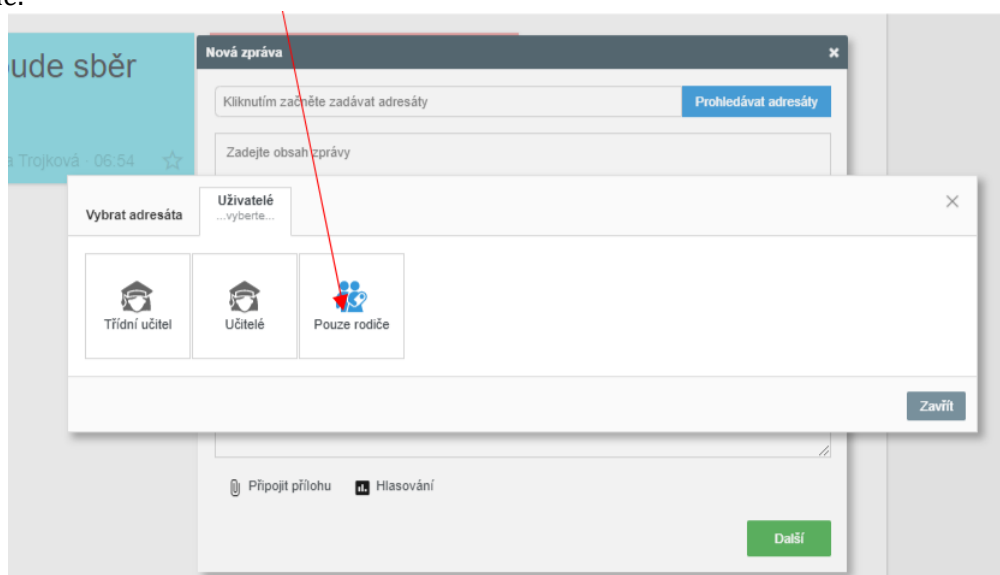 ude sběr
a Trojková - 06:54
Nová zpráva
Kliknutím začněte zadávat adresáty
Prohledávat adresáty
Zadejte obsah zprávy
Vybrat adresáta
Uživatelé
...vyberte...
Třídní učitel
Učitelé
Pouze rodiče
Zavřít
Připojit přílohu
Hlasování
Další